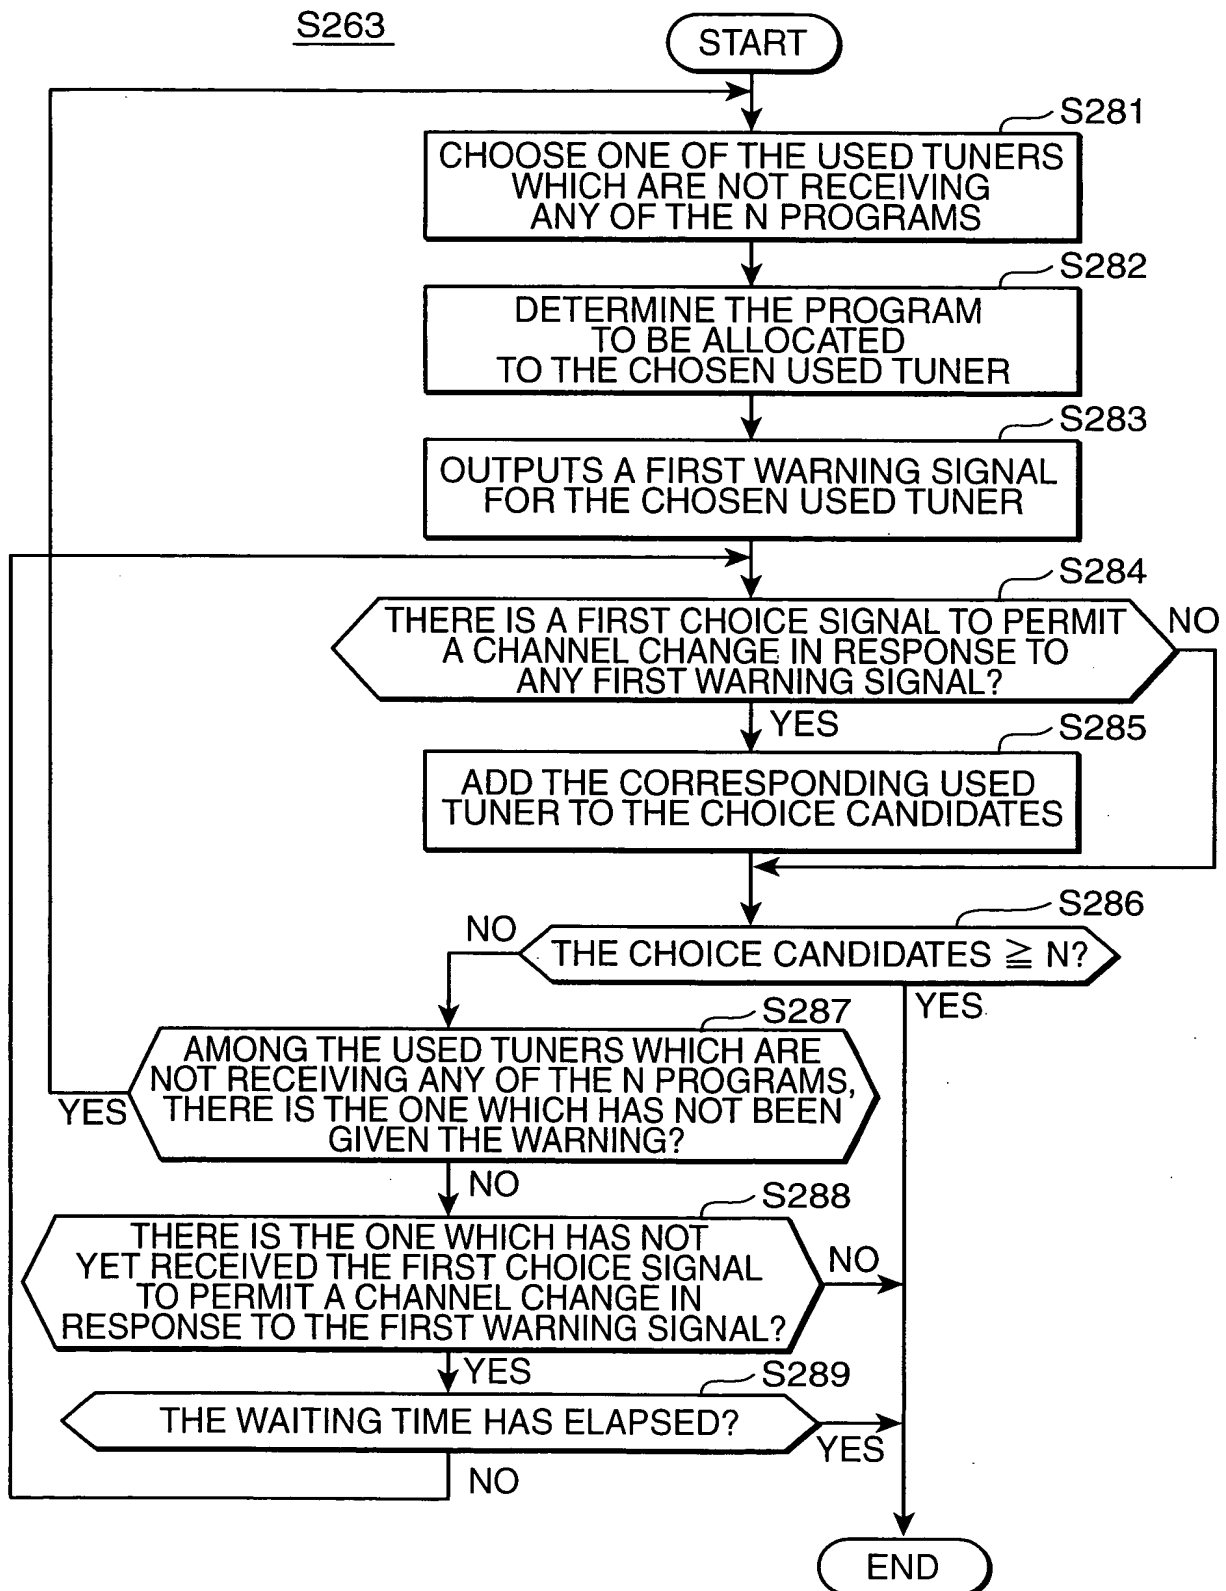 S263
START
S281
CHOOSE ONE OF THE USED TUNERS
WHICH ARE NOT RECEIVING
ANY OF THE N PROGRAMS
S282
DETERMINE THE PROGRAM
TO BE ALLOCATED
TO THE CHOSEN USED TUNER
S283
OUTPUTS A FIRST WARNING SIGNAL
FOR THE CHOSEN USED TUNER
S284
THERE IS A FIRST CHOICE SIGNAL TO PERMIT
A CHANNEL CHANGE IN RESPONSE TO
ANY FIRST WARNING SIGNAL?
NO
YES
S285
ADD THE CORRESPONDING USED
TUNER TO THE CHOICE CANDIDATES
S286
NO
THE CHOICE CANDIDATES ≧ N?
YES
S287
AMONG THE USED TUNERS WHICH ARE
NOT RECEIVING ANY OF THE N PROGRAMS,
THERE IS THE ONE WHICH HAS NOT BEEN
GIVEN THE WARNING?
YES
NO
S288
THERE IS THE ONE WHICH HAS NOT
YET RECEIVED THE FIRST CHOICE SIGNAL
TO PERMIT A CHANNEL CHANGE IN
RESPONSE TO THE FIRST WARNING SIGNAL?
NO
YES
S289
THE WAITING TIME HAS ELAPSED?
YES
NO
END